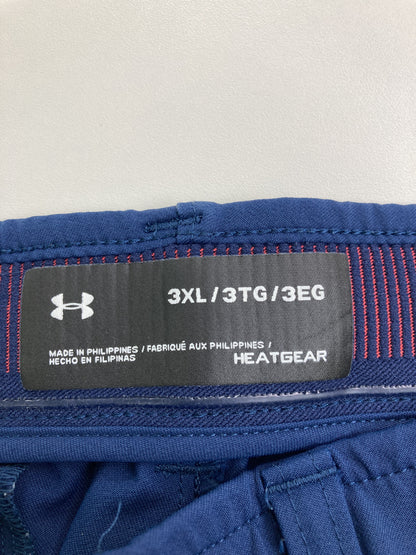 3XL / 3TG / 3EG
MADE IN PHILIPPINES / FABRIQUÉ AUX PHILIPPINES /
HECHO EN FILIPINAS
HEATGEAR